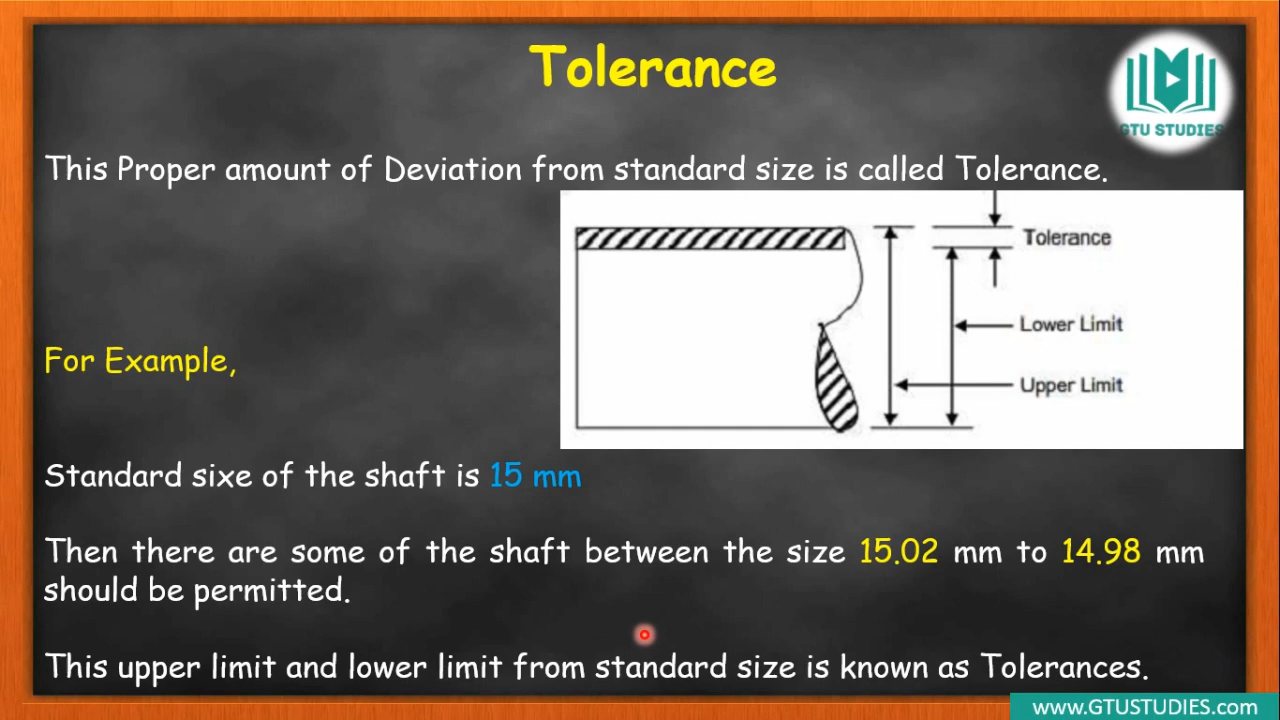 Tolerance
GTU STUDIES
This Proper amount of Deviation from standard size is called Tolerance.
Tolerance
Lower Limit
Upper Limit
For Example,
Standard sixe of the shaft is 15 mm
Then there are some of the shaft between the size 15.02 mm to 14.98 mm
should be permitted.
This upper limit and lower limit from standard size is known as Tolerances.
www.GTUSTUDIES.com